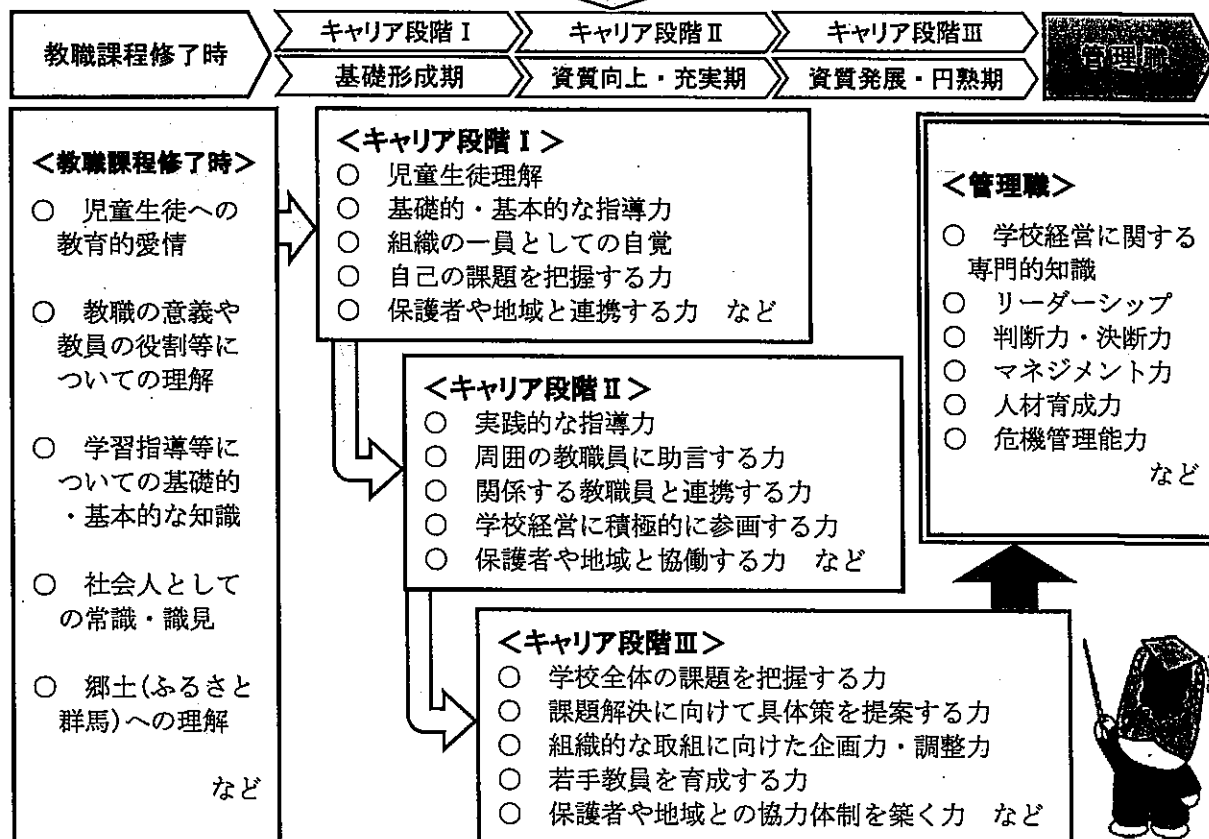 教職課程修了時
キャリア段階Ⅰ
キャリア段階Ⅱ
キャリア段階Ⅲ
管理職
基礎形成期
資質向上・充実期
資質発展・円熟期
＜教職課程修了時＞
○　児童生徒への
教育的愛情
○　教職の意義や
教員の役割等に
ついての理解
○　学習指導等に
ついての基礎的
・基本的な知識
○　社会人として
の常識・識見
○　郷土(ふるさと
群馬)への理解
など
＜キャリア段階Ⅰ＞
○　児童生徒理解
○　基礎的・基本的な指導力
○　組織の一員としての自覚
○　自己の課題を把握する力
○　保護者や地域と連携する力　など
＜キャリア段階Ⅱ＞
○　実践的な指導力
○　周囲の教職員に助言する力
○　関係する教職員と連携する力
○　学校経営に積極的に参画する力
○　保護者や地域と協働する力　など
＜キャリア段階Ⅲ＞
○　学校全体の課題を把握する力
○　課題解決に向けて具体策を提案する力
○　組織的な取組に向けた企画力・調整力
○　若手教員を育成する力
○　保護者や地域との協力体制を築く力　など
＜管理職＞
○　学校経営に関する
専門的知識
○　リーダーシップ
○　判断力・決断力
○　マネジメント力
○　人材育成力
○　危機管理能力
など